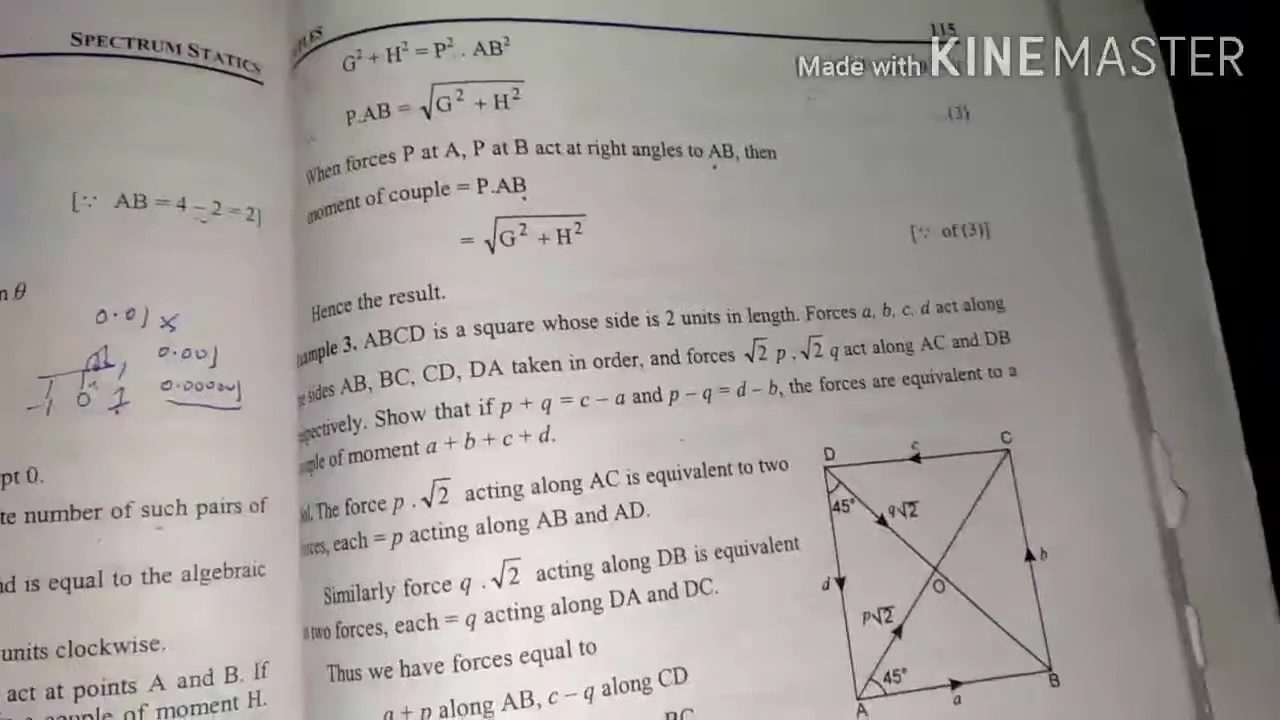 SPECTRUM STATICS
[∵ AB = 4 – 2 = 2]
θ
0.01
0.001
-1 0 1
pt 0.
te number of such pairs of
d is equal to the algebraic
units clockwise.
act at points A and B. If
couple of moment H.
115
Made with KINEMASTER
G² + H² = P² . AB²
P.AB = √(G² + H²)
(3)
When forces P at A, P at B act at right angles to AB, then
moment of couple = P.AB
= √(G² + H²)
[∵ of (3)]
Hence the result.
ample 3. ABCD is a square whose side is 2 units in length. Forces a, b, c, d act along
sides AB, BC, CD, DA taken in order, and forces √2 p . √2 q act along AC and DB
pectively. Show that if p + q = c – a and p – q = d – b, the forces are equivalent to a
ple of moment a + b + c + d.
The force p . √2 acting along AC is equivalent to two
rces, each = p acting along AB and AD.
Similarly force q . √2 acting along DB is equivalent
two forces, each = q acting along DA and DC.
Thus we have forces equal to
a + p along AB, c – q along CD
D c C
45° q√2
d O b
p√2
45°
A a B